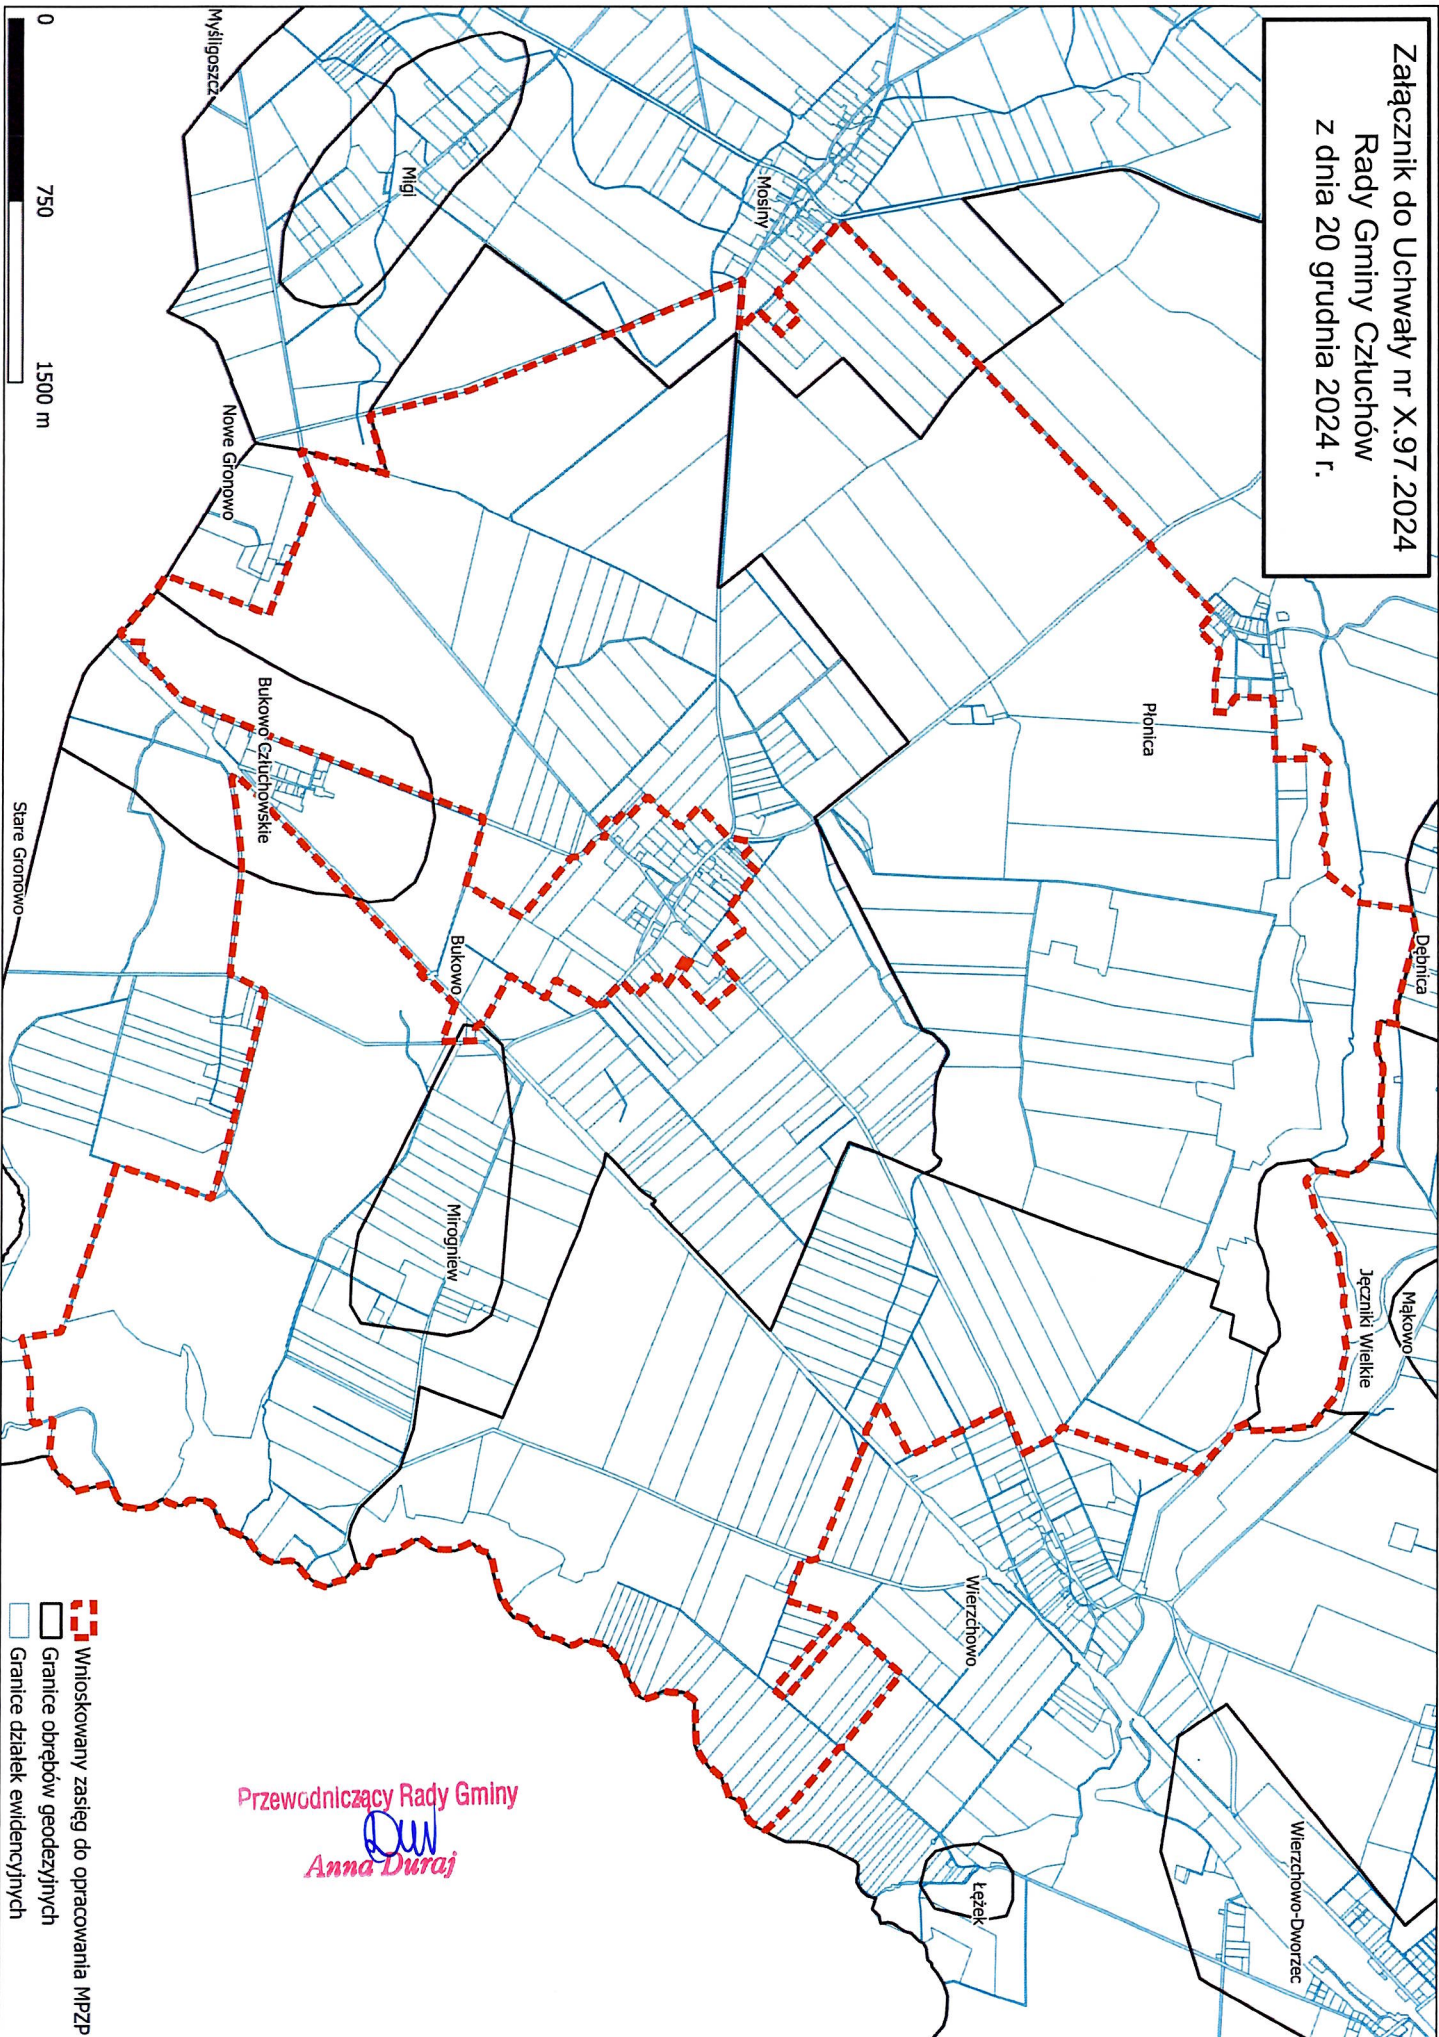 Załącznik do Uchwały nr X.97.2024
Rady Gminy Człuchów
z dnia 20 grudnia 2024 r.
Dębnica
Mąkowo
Jęczniki Wielkie
Wierzchowo-Dworzec
Płonica
Łężek
Wierzchowo
Mosiny
Bukowo
Mirogniew
Migi
Bukowo Człuchowskie
Nowe Gronowo
Myśligoszcz
Stare Gronowo
0
750
1500 m
Przewodniczący Rady Gminy
Anna Duraj
Wnioskowany zasięg do opracowania MPZP
Granice obrębów geodezyjnych
Granice działek ewidencyjnych